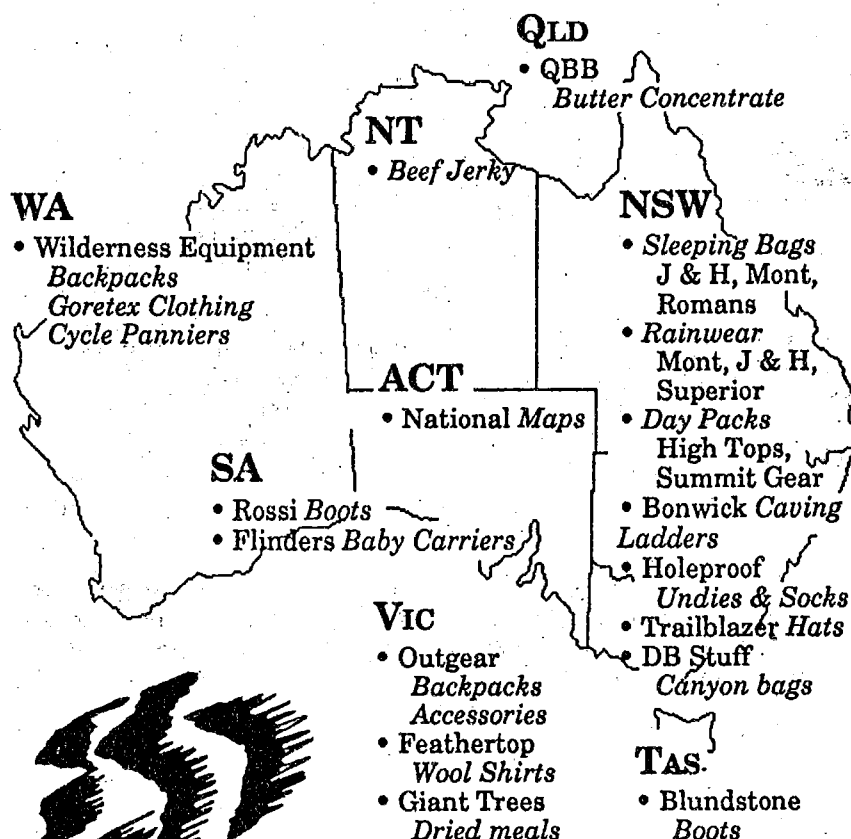 QLD
• QBB
Butter Concentrate
NT
• Beef Jerky
WA
• Wilderness Equipment
Backpacks
Goretex Clothing
Cycle Panniers
NSW
• Sleeping Bags
J & H, Mont,
Romans
• Rainwear
Mont, J & H,
Superior
• Day Packs
High Tops,
Summit Gear
• Bonwick Caving
Ladders
• Holeproof
Undies & Socks
• Trailblazer Hats
• DB Stuff
Canyon bags
ACT
• National Maps
SA
• Rossi Boots
• Flinders Baby Carriers
VIC
• Outgear
Backpacks
Accessories
• Feathertop
Wool Shirts
• Giant Trees
Dried meals
TAS.
• Blundstone
Boots